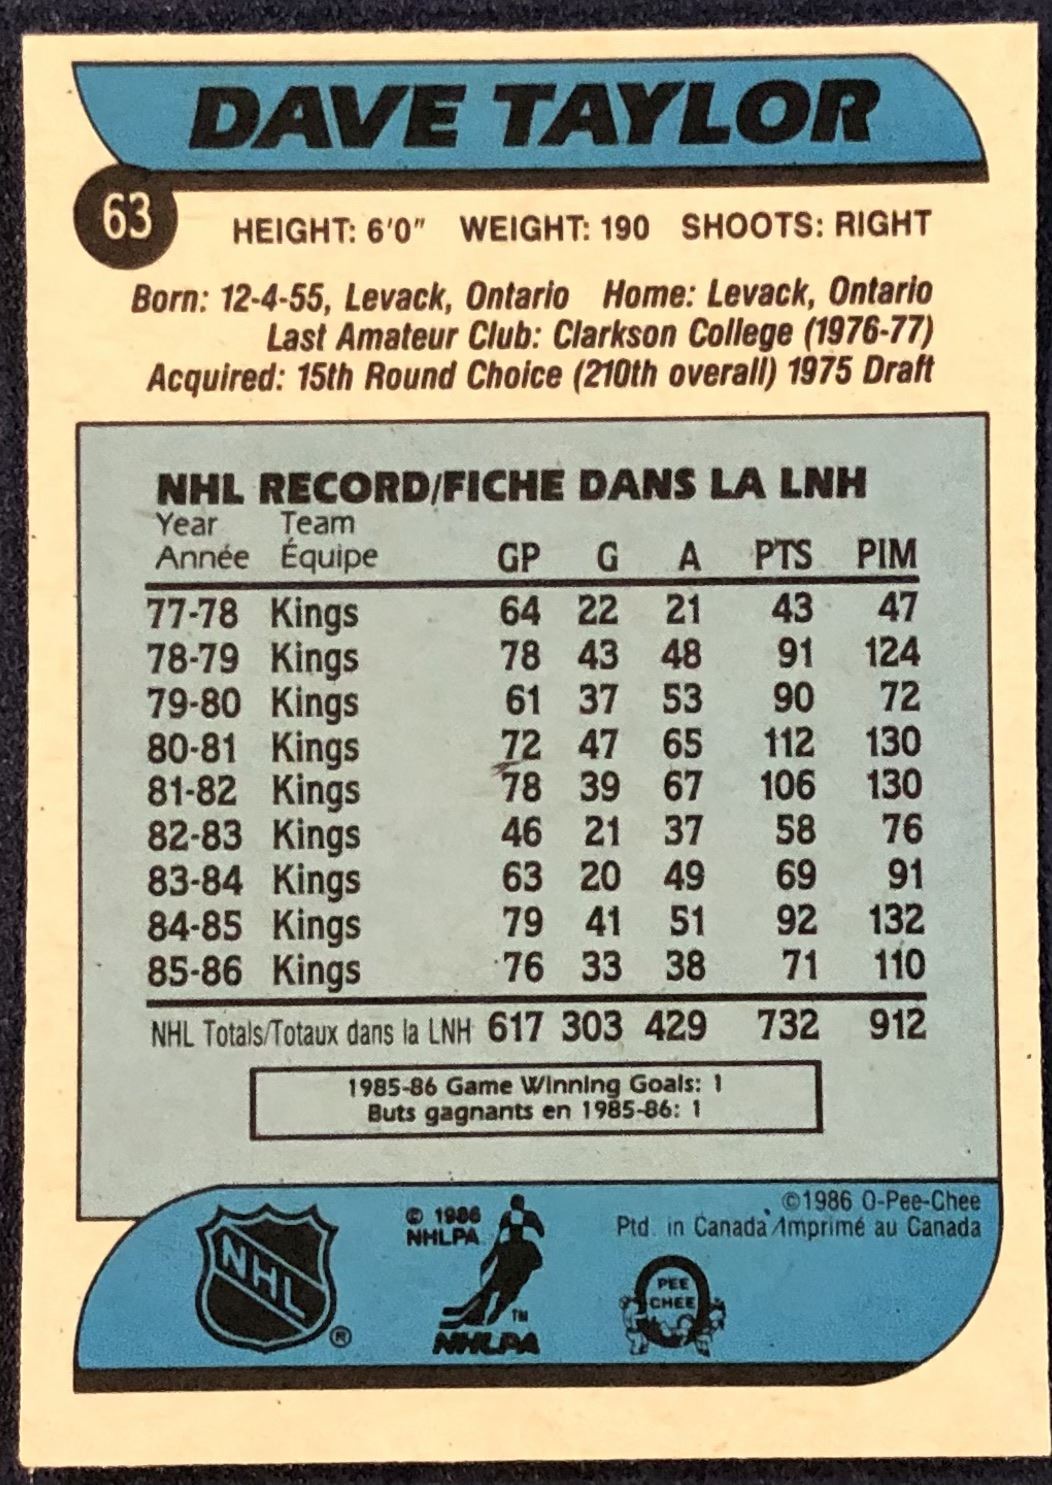 DAVE TAYLOR
63
HEIGHT: 6'0" WEIGHT: 190 SHOOTS: RIGHT
Born: 12-4-55, Levack, Ontario Home: Levack, Ontario
Last Amateur Club: Clarkson College (1976-77)
Acquired: 15th Round Choice (210th overall) 1975 Draft
NHL RECORD/FICHE DANS LA LNH
Year Team
Année Équipe GP G A PTS PIM
77-78 Kings 64 22 21 43 47
78-79 Kings 78 43 48 91 124
79-80 Kings 61 37 53 90 72
80-81 Kings 72 47 65 112 130
81-82 Kings 78 39 67 106 130
82-83 Kings 46 21 37 58 76
83-84 Kings 63 20 49 69 91
84-85 Kings 79 41 51 92 132
85-86 Kings 76 33 38 71 110
NHL Totals/Totaux dans la LNH 617 303 429 732 912
1985-86 Game Winning Goals: 1
Buts gagnants en 1985-86: 1
NHL ®
© 1986
NHLPA
TM
NHLPA
©1986 O-Pee-Chee
Ptd. in Canada/Imprimé au Canada
PEE
CHEE